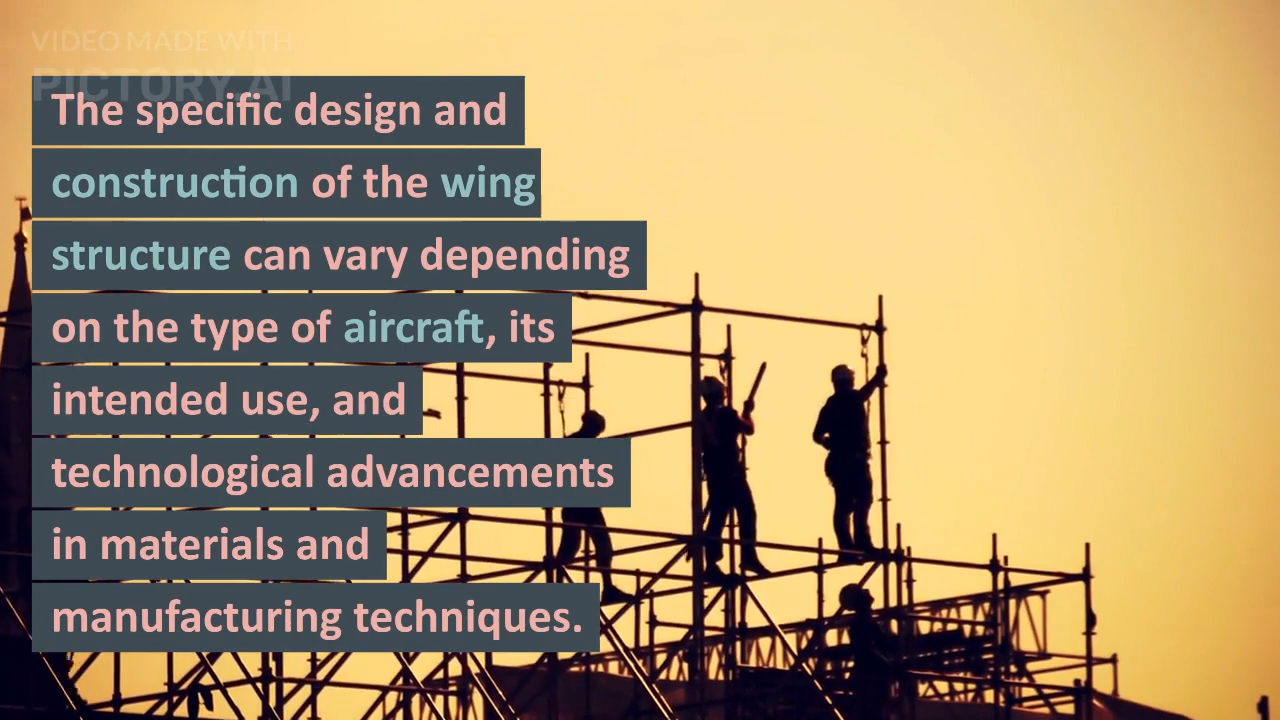 VIDEO MADE WITH
PICTORY.AI
The specific design and
construction of the wing
structure can vary depending
on the type of aircraft, its
intended use, and
technological advancements
in materials and
manufacturing techniques.